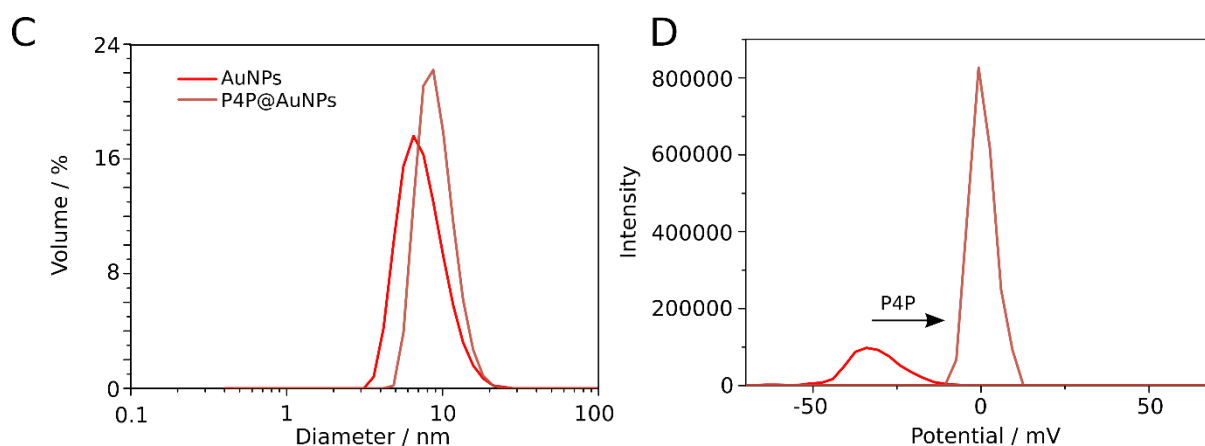 C
24
16
8
0
Volume / %
AuNPs
P4P@AuNPs
0.1
1
10
100
Diameter / nm
D
800000
600000
400000
200000
0
Intensity
P4P
-50
0
50
Potential / mV